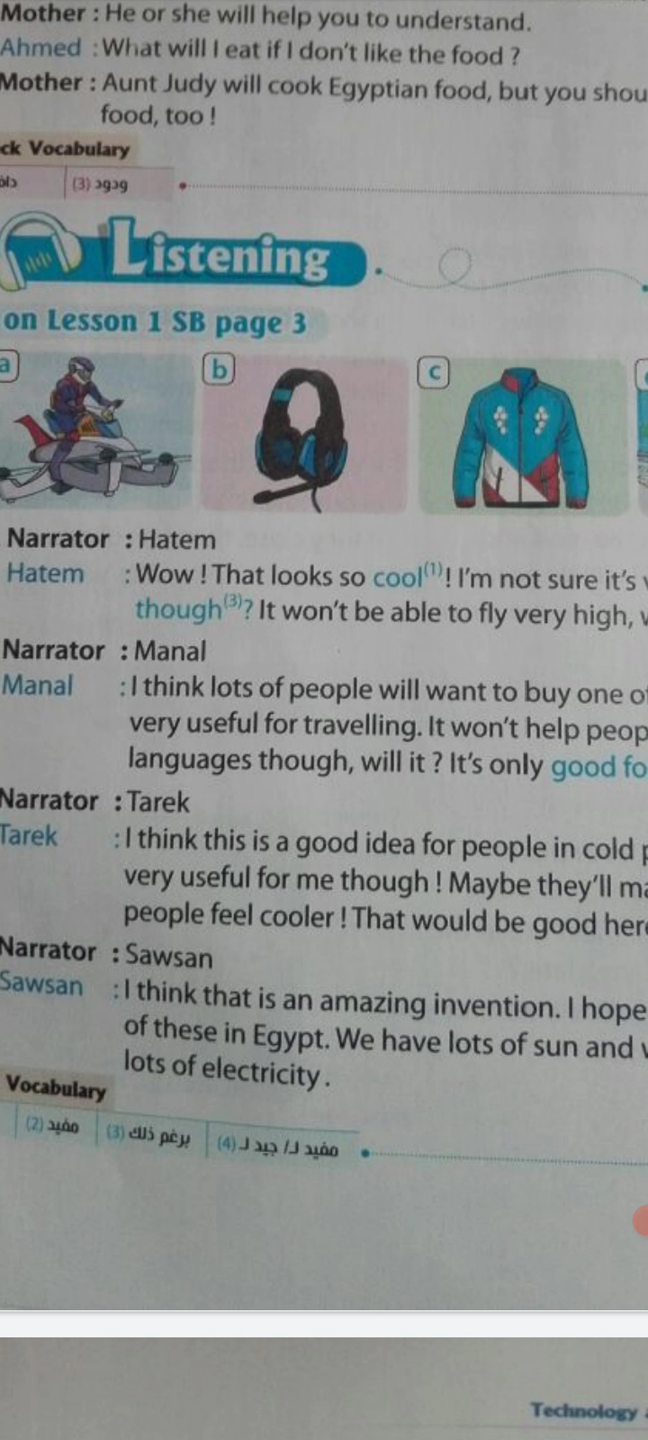 Mother : He or she will help you to understand.
Ahmed : What will I eat if I don't like the food ?
Mother : Aunt Judy will cook Egyptian food, but you
food, too !
Vocabulary
(3) ودود
Listening
on Lesson 1 SB page 3
a b c
Narrator : Hatem
Hatem : Wow ! That looks so cool(1)! I'm not sure it's
though(3)? It won't be able to fly very high,
Narrator : Manal
Manal : I think lots of people will want to buy one
very useful for travelling. It won't help
languages though, will it ? It's only good
Narrator : Tarek
Tarek : I think this is a good idea for people in cold
very useful for me though ! Maybe they'll
people feel cooler ! That would be good
Narrator : Sawsan
Sawsan : I think that is an amazing invention. I hope
of these in Egypt. We have lots of sun and
lots of electricity .
Vocabulary
(2) مفيد (3) برغم ذلك (4) مفيد لـ/ جيد لـ
Technology